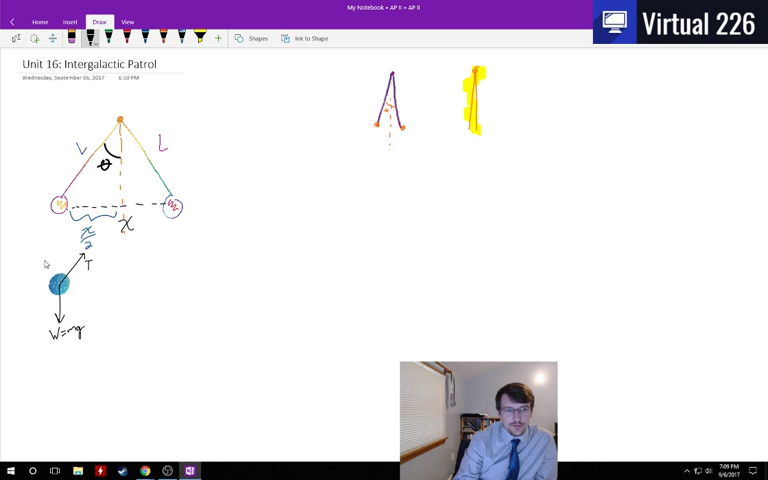 My Notebook » AP II » AP II
Virtual 226
Home Insert Draw View
Shapes
Ink to Shape
Unit 16: Intergalactic Patrol
Wednesday, September 06, 2017 6:10 PM
L L
θ
m m
x/2 x
T
W=mg
7:09 PM
9/6/2017